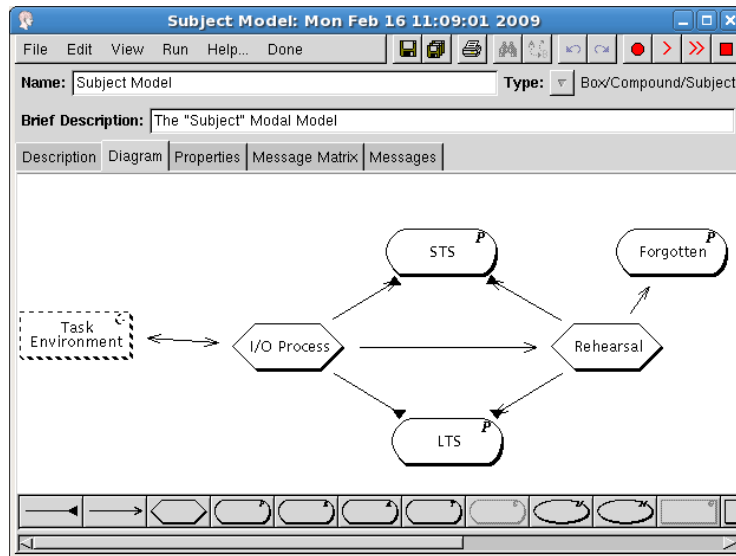 Subject Model: Mon Feb 16 11:09:01 2009
File Edit View Run Help... Done
Name: Subject Model Type: Box/Compound/Subject
Brief Description: The "Subject" Modal Model
Description Diagram Properties Message Matrix Messages
STS P
Forgotten P
Task
Environment C
I/O Process
Rehearsal
LTS P